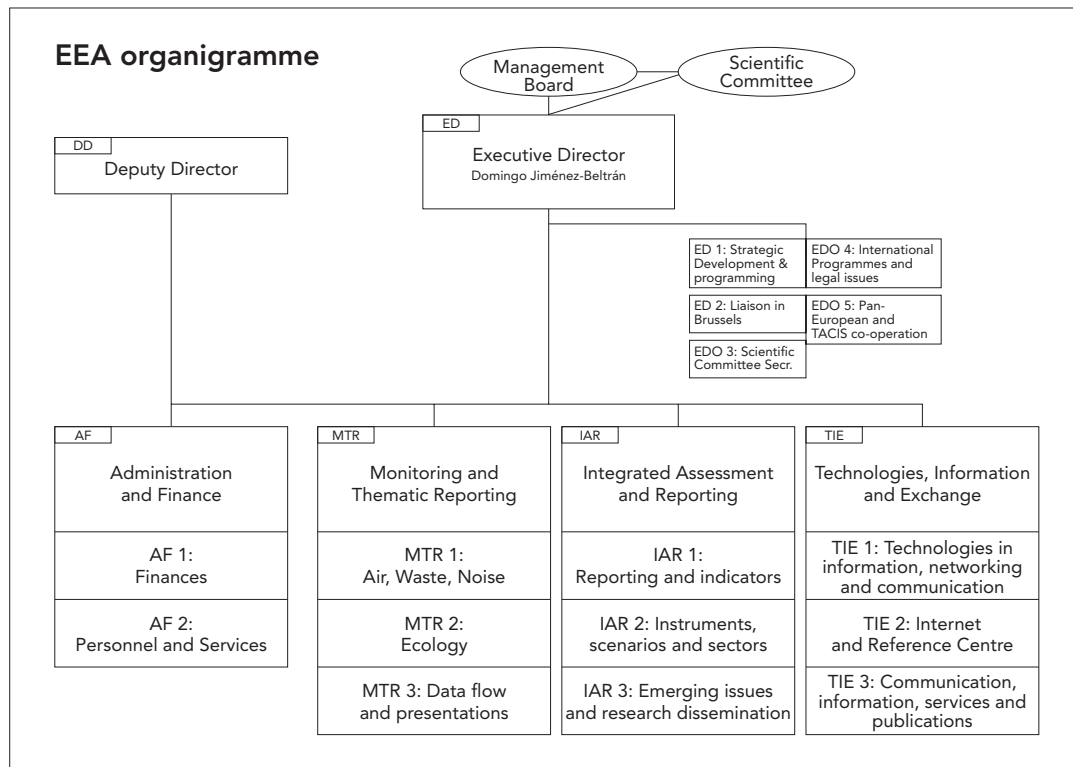 EEA organigramme
Management
Board
Scientific
Committee
DD
Deputy Director
ED
Executive Director
Domingo Jiménez-Beltrán
ED 1: Strategic
Development &
programming
EDO 4: International
Programmes and
legal issues
ED 2: Liaison in
Brussels
EDO 5: Pan-
European and
TACIS co-operation
EDO 3: Scientific
Committee Secr.
AF
Administration
and Finance
AF 1:
Finances
AF 2:
Personnel and Services
MTR
Monitoring and
Thematic Reporting
MTR 1:
Air, Waste, Noise
MTR 2:
Ecology
MTR 3: Data flow
and presentations
IAR
Integrated Assessment
and Reporting
IAR 1:
Reporting and indicators
IAR 2: Instruments,
scenarios and sectors
IAR 3: Emerging issues
and research dissemination
TIE
Technologies, Information
and Exchange
TIE 1: Technologies in
information, networking
and communication
TIE 2: Internet
and Reference Centre
TIE 3: Communication,
information, services and
publications